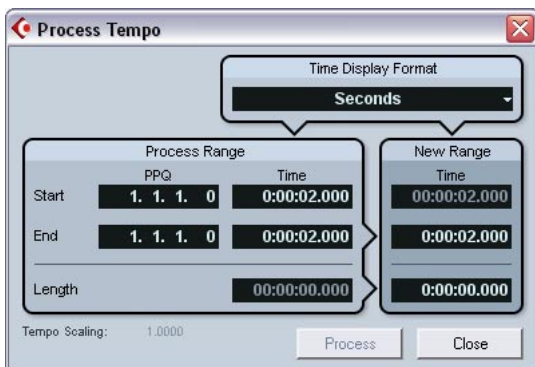 Process Tempo
Time Display Format
Seconds
Process Range
New Range
PPQ Time Time
Start 1. 1. 1. 0 0:00:02.000 00:00:02.000
End 1. 1. 1. 0 0:00:02.000 0:00:02.000
Length 00:00:00.000 0:00:00.000
Tempo Scaling: 1.0000 Process Close